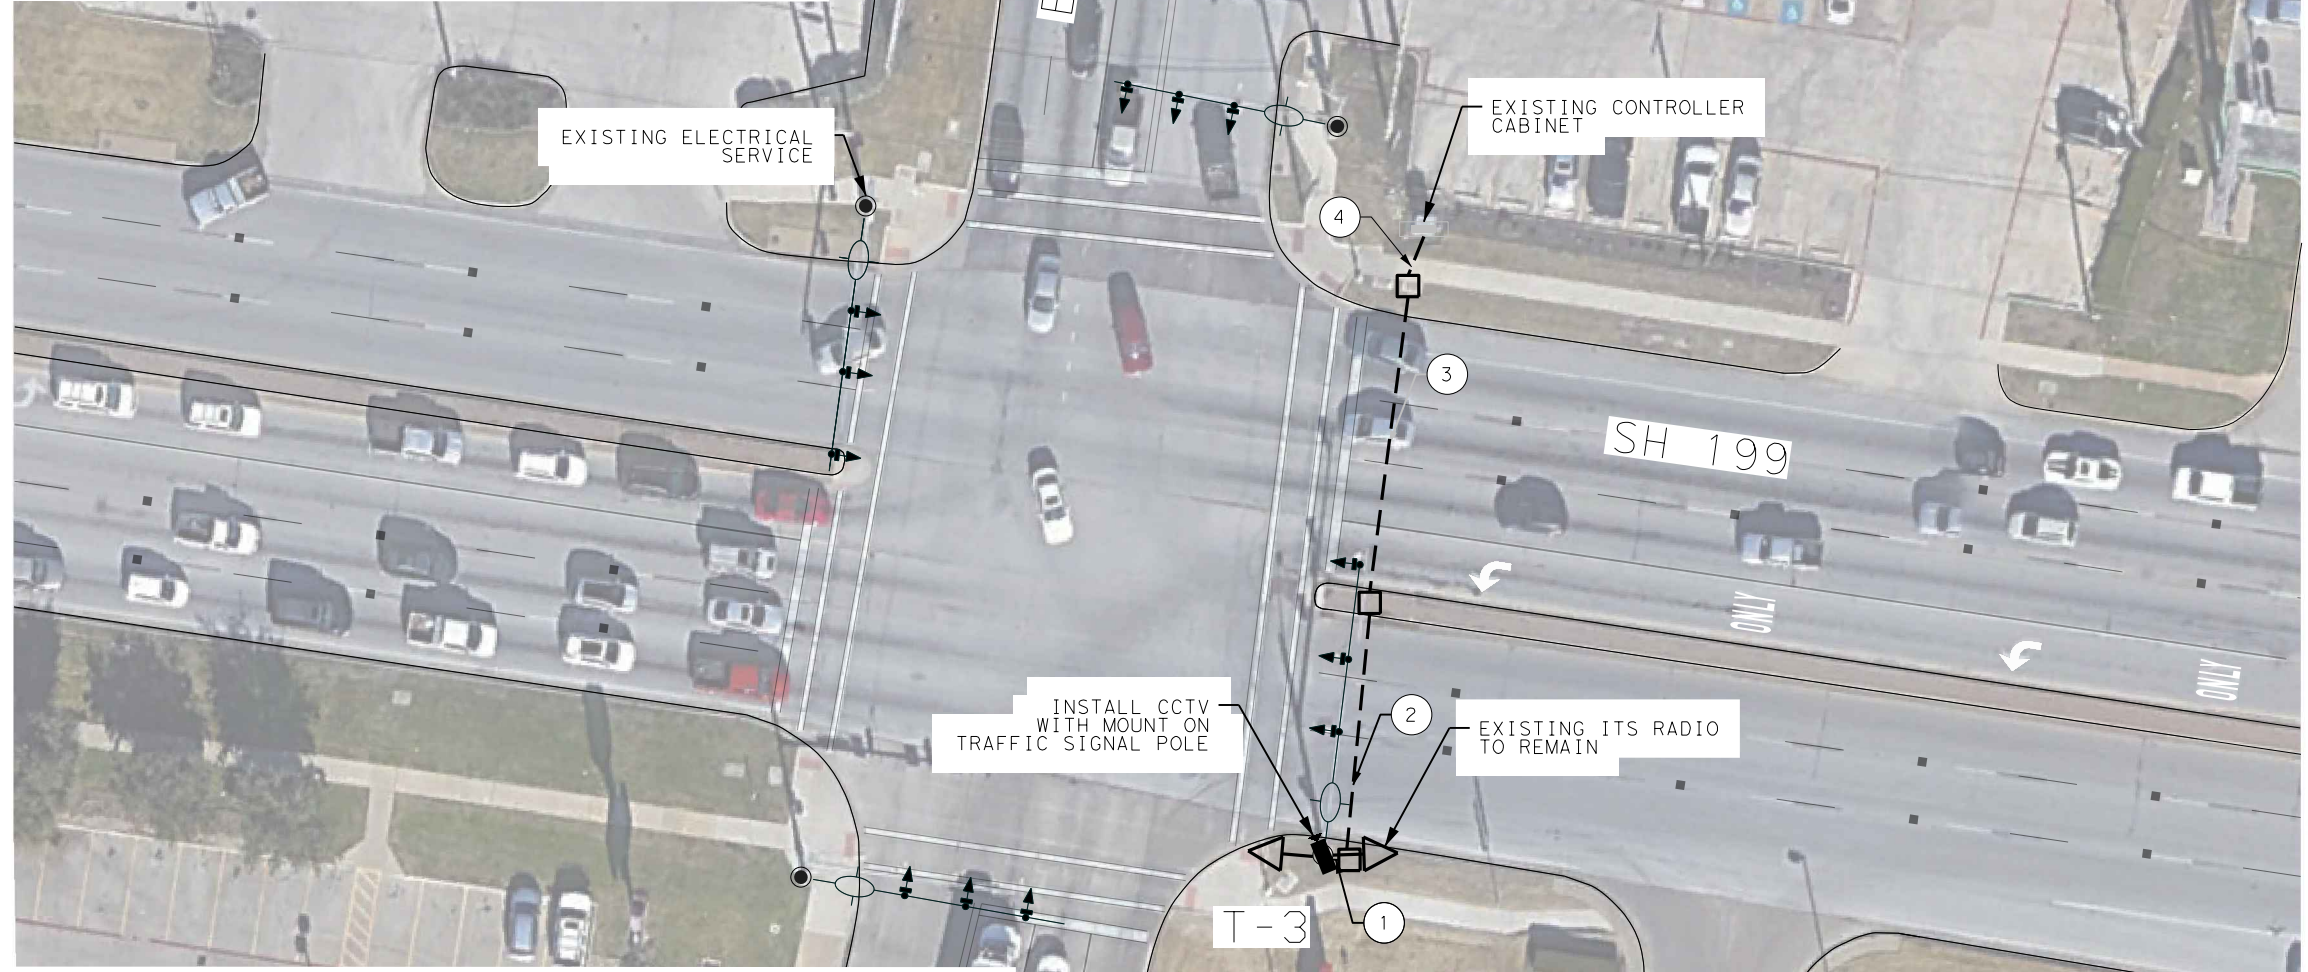 EXISTING ELECTRICAL
SERVICE
EXISTING CONTROLLER
CABINET
4
3
SH 199
ONLY
ONLY
INSTALL CCTV
WITH MOUNT ON
TRAFFIC SIGNAL POLE
2
EXISTING ITS RADIO
TO REMAIN
T-3
1